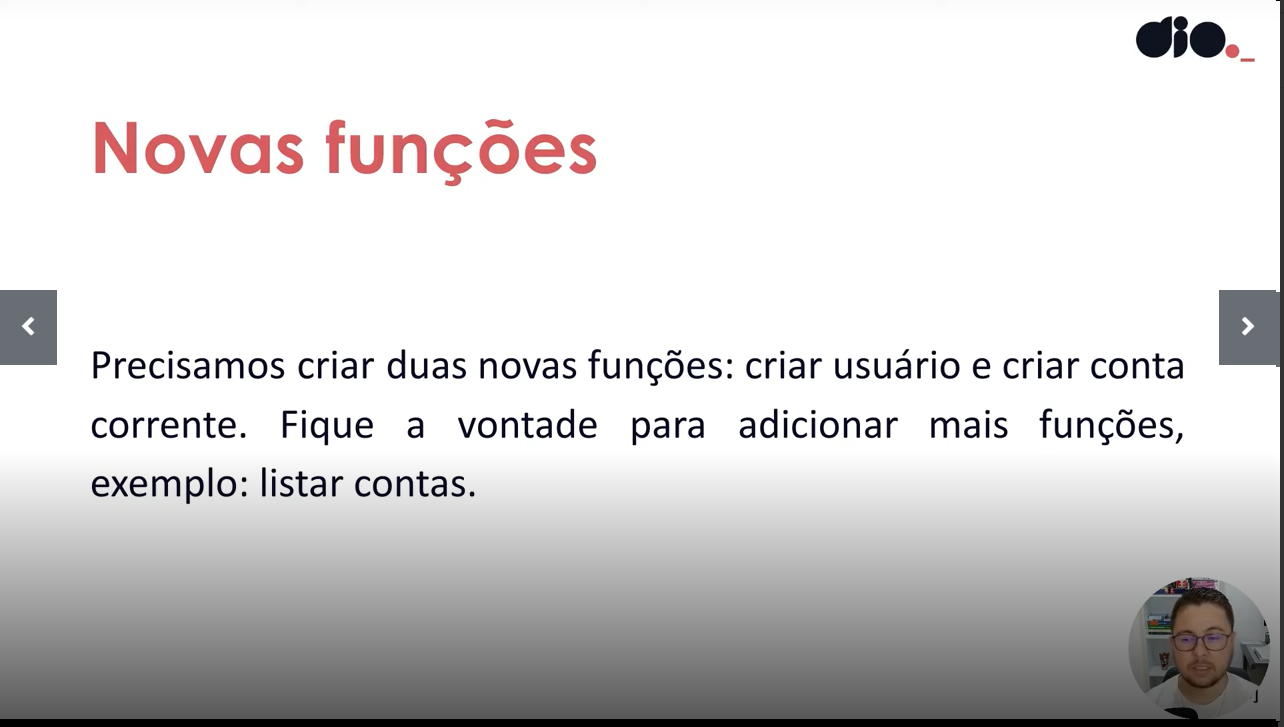 dio._
Novas funções
Precisamos criar duas novas funções: criar usuário e criar conta
corrente. Fique a vontade para adicionar mais funções,
exemplo: listar contas.